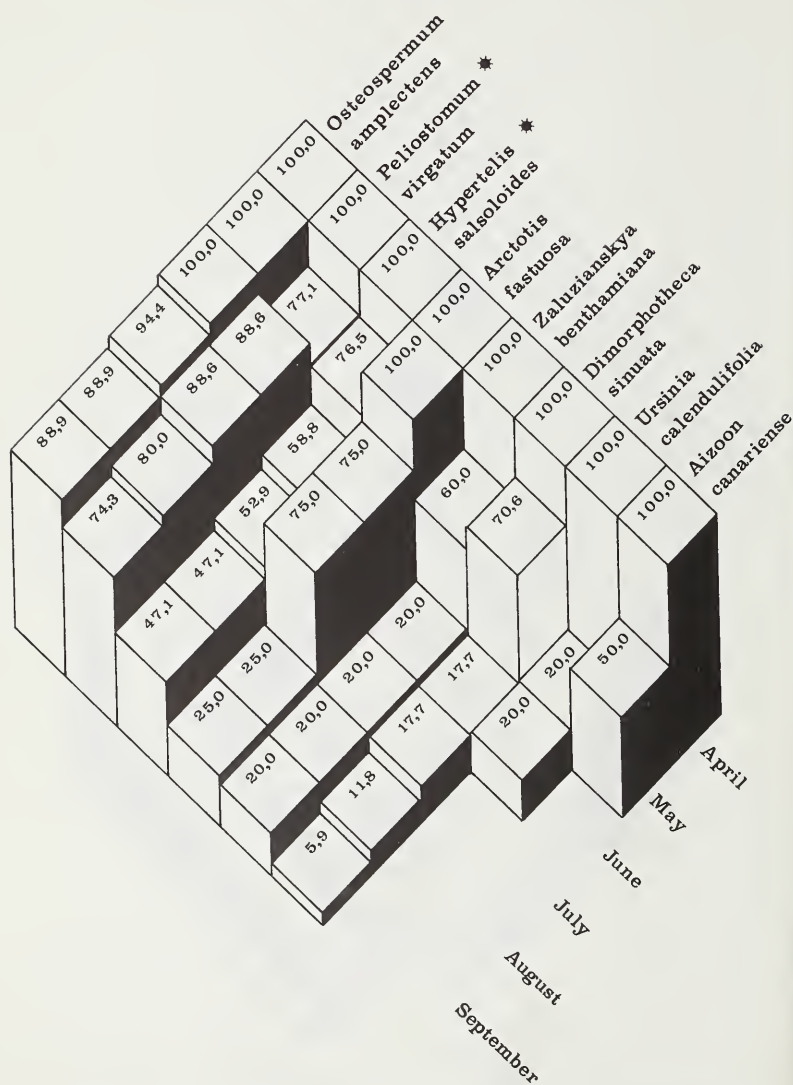 Osteospermum
amplectens
Peliostomum *
virgatum
Hypertelis *
salsoloides
Arctotis
fastuosa
Zaluzianskya
benthamiana
Dimorphotheca
sinuata
Ursinia
calendulifolia
Aizoon
canariense
100,0
100,0
100,0
94,4
88,9
88,9
100,0
77,1
88,6
88,6
80,0
74,3
100,0
76,5
58,8
52,9
47,1
47,1
100,0
100,0
75,0
75,0
25,0
25,0
100,0
60,0
20,0
20,0
20,0
20,0
100,0
70,6
17,7
17,7
11,8
5,9
100,0
20,0
20,0
100,0
50,0
April
May
June
July
August
September